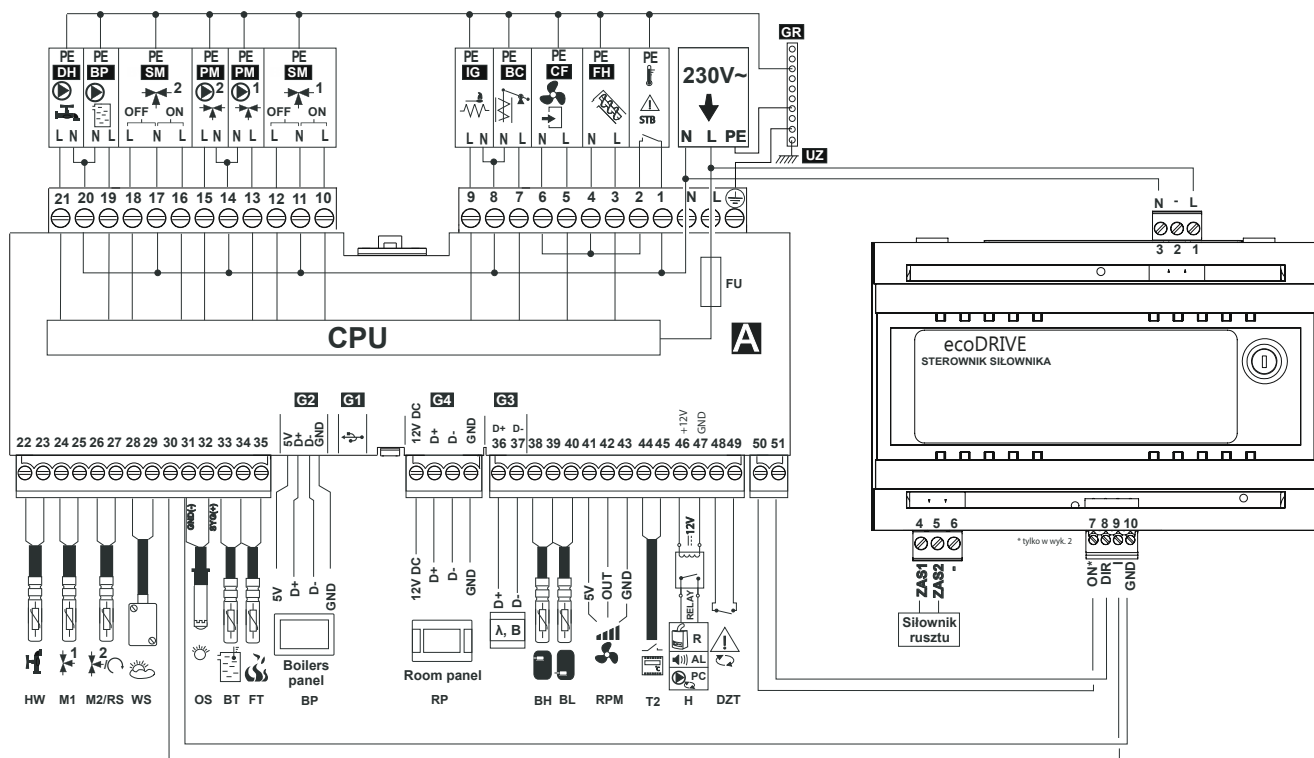 GR
PE PE PE PE PE PE
DH BP SM PM PM SM
2 2 1 1
OFF ON OFF ON
L N N L L N L L N L L N L
PE PE PE PE PE
IG BC CF FH
STB
L N N L N L N L
230V~
N L PE
UZ
21 20 19 18 17 16 15 14 13 12 11 10
9 8 7 6 5 4 3 2 1 N L
N - L
3 2 1
FU
CPU
A
ecoDRIVE
STEROWNIK SIŁOWNIKA
G2 G1 G4 G3
5V D+ D- GND
12V DC D+ D- GND
D+ D-
+12V GND
22 23 24 25 26 27 28 29 30 31 32 33 34 35
36 37 38 39 40 41 42 43 44 45 46 47 48 49 50 51
GND(-) SYG(+)
4 5 6
* tylko w wyk. 2
7 8 9 10
ZAS1 ZAS2 -
ON* DIR I GND
Siłownik
rusztu
5V D+ D- GND
12V DC D+ D- GND
D+ D-
λ, B
5V OUT GND
12V
RELAY
R
AL
PC
1 2
Boilers
panel
Room panel
HW M1 M2/RS WS OS BT FT BP RP BH BL RPM T2 H DZT